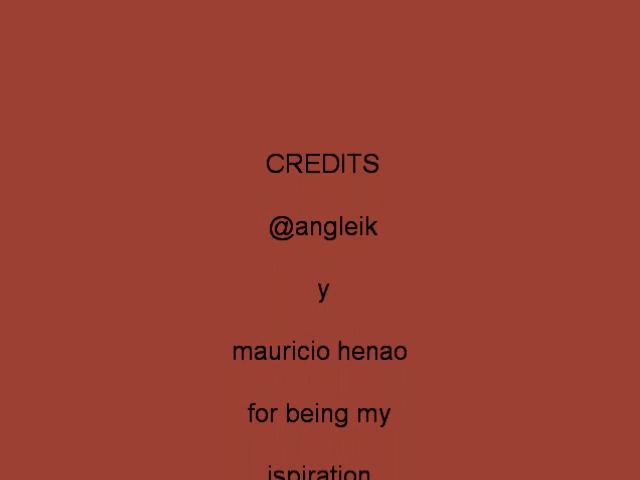 CREDITS
@angleik
y
mauricio henao
for being my
ispiration